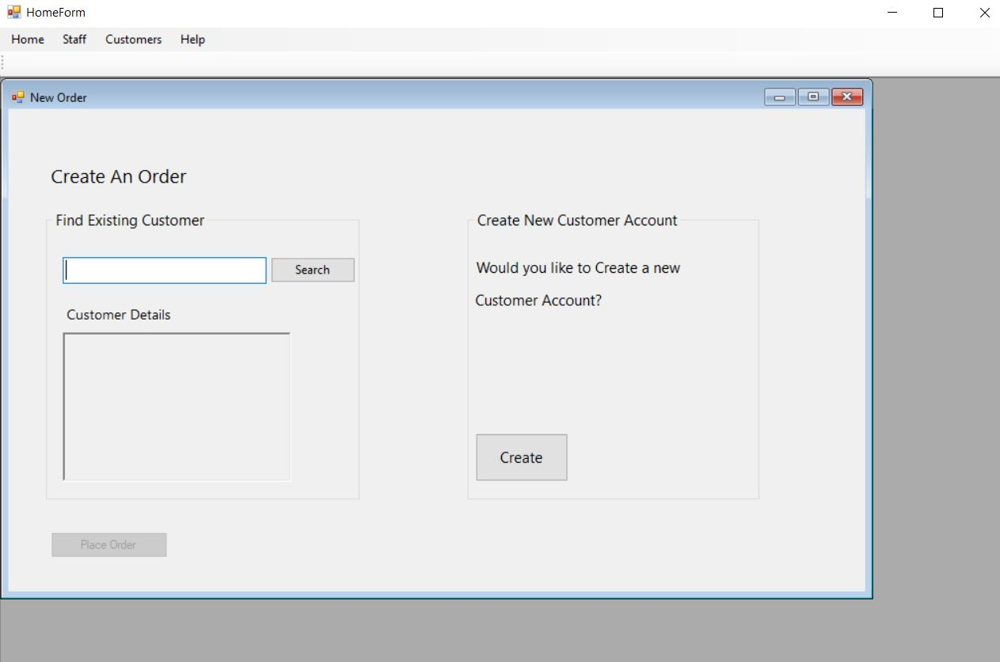 HomeForm
Home Staff Customers Help
New Order
Create An Order
Find Existing Customer
Search
Customer Details
Create New Customer Account
Would you like to Create a new
Customer Account?
Create
Place Order